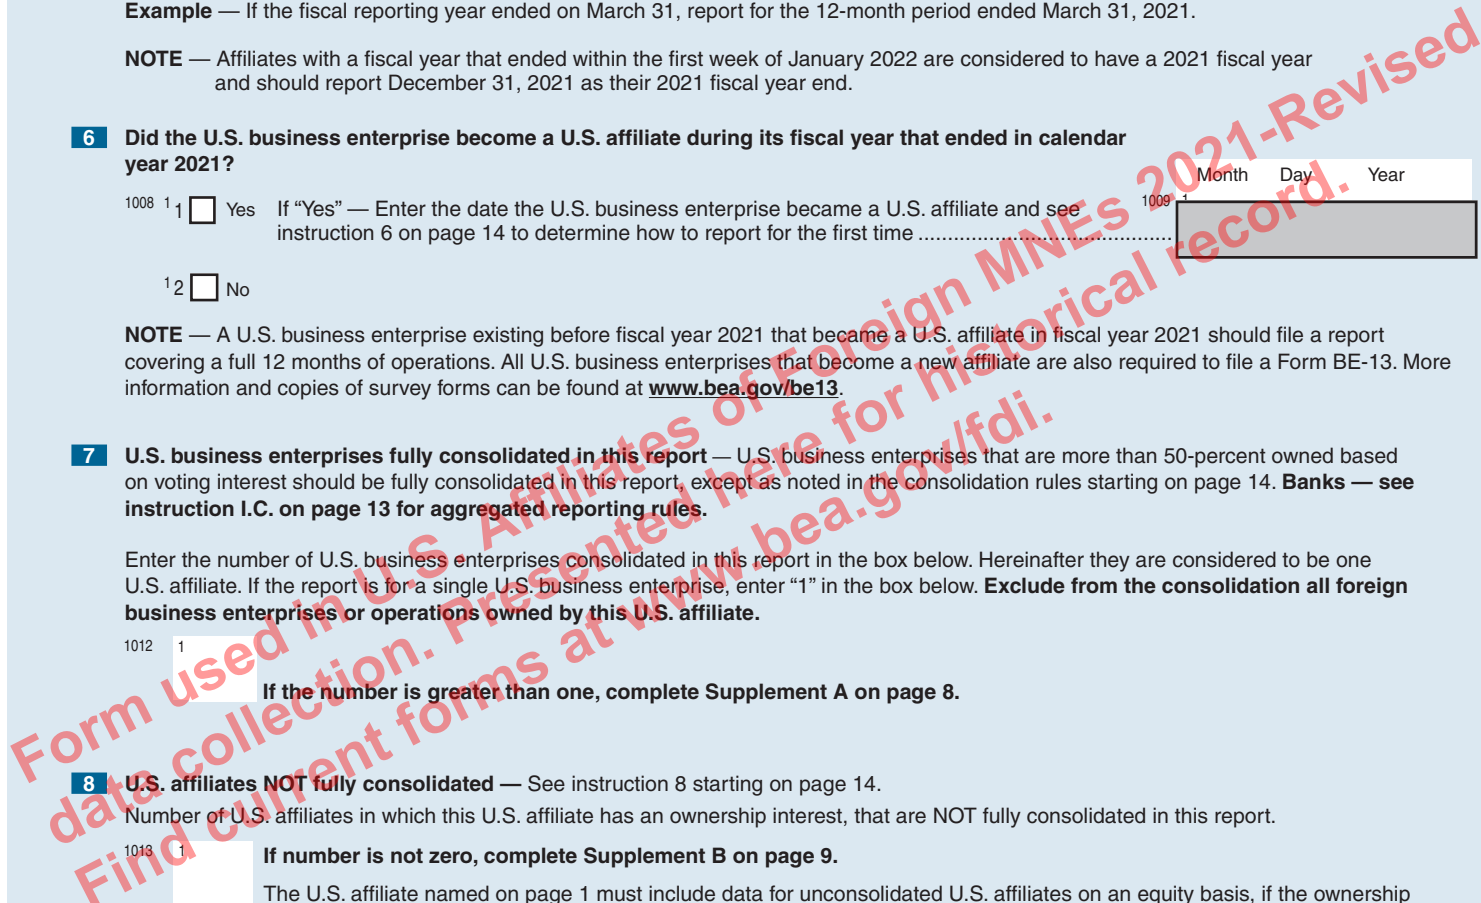 Example — If the fiscal reporting year ended on March 31, report for the 12-month period ended March 31, 2021.
NOTE — Affiliates with a fiscal year that ended within the first week of January 2022 are considered to have a 2021 fiscal year
and should report December 31, 2021 as their 2021 fiscal year end.
6 Did the U.S. business enterprise become a U.S. affiliate during its fiscal year that ended in calendar
year 2021?
Month Day Year
1008 1 1 Yes If “Yes” — Enter the date the U.S. business enterprise became a U.S. affiliate and see 1009 1
instruction 6 on page 14 to determine how to report for the first time ............................................
1 2 No
NOTE — A U.S. business enterprise existing before fiscal year 2021 that became a U.S. affiliate in fiscal year 2021 should file a report
covering a full 12 months of operations. All U.S. business enterprises that become a new affiliate are also required to file a Form BE-13. More
information and copies of survey forms can be found at www.bea.gov/be13.
7 U.S. business enterprises fully consolidated in this report — U.S. business enterprises that are more than 50-percent owned based
on voting interest should be fully consolidated in this report, except as noted in the consolidation rules starting on page 14. Banks — see
instruction I.C. on page 13 for aggregated reporting rules.
Enter the number of U.S. business enterprises consolidated in this report in the box below. Hereinafter they are considered to be one
U.S. affiliate. If the report is for a single U.S. business enterprise, enter “1” in the box below. Exclude from the consolidation all foreign
business enterprises or operations owned by this U.S. affiliate.
1012 1
If the number is greater than one, complete Supplement A on page 8.
8 U.S. affiliates NOT fully consolidated — See instruction 8 starting on page 14.
Number of U.S. affiliates in which this U.S. affiliate has an ownership interest, that are NOT fully consolidated in this report.
1013 1 If number is not zero, complete Supplement B on page 9.
The U.S. affiliate named on page 1 must include data for unconsolidated U.S. affiliates on an equity basis, if the ownership
Form used in U.S. Affiliates of Foreign MNEs 2021-Revised
data collection. Presented here for historical record.
Find current forms at www.bea.gov/fdi.